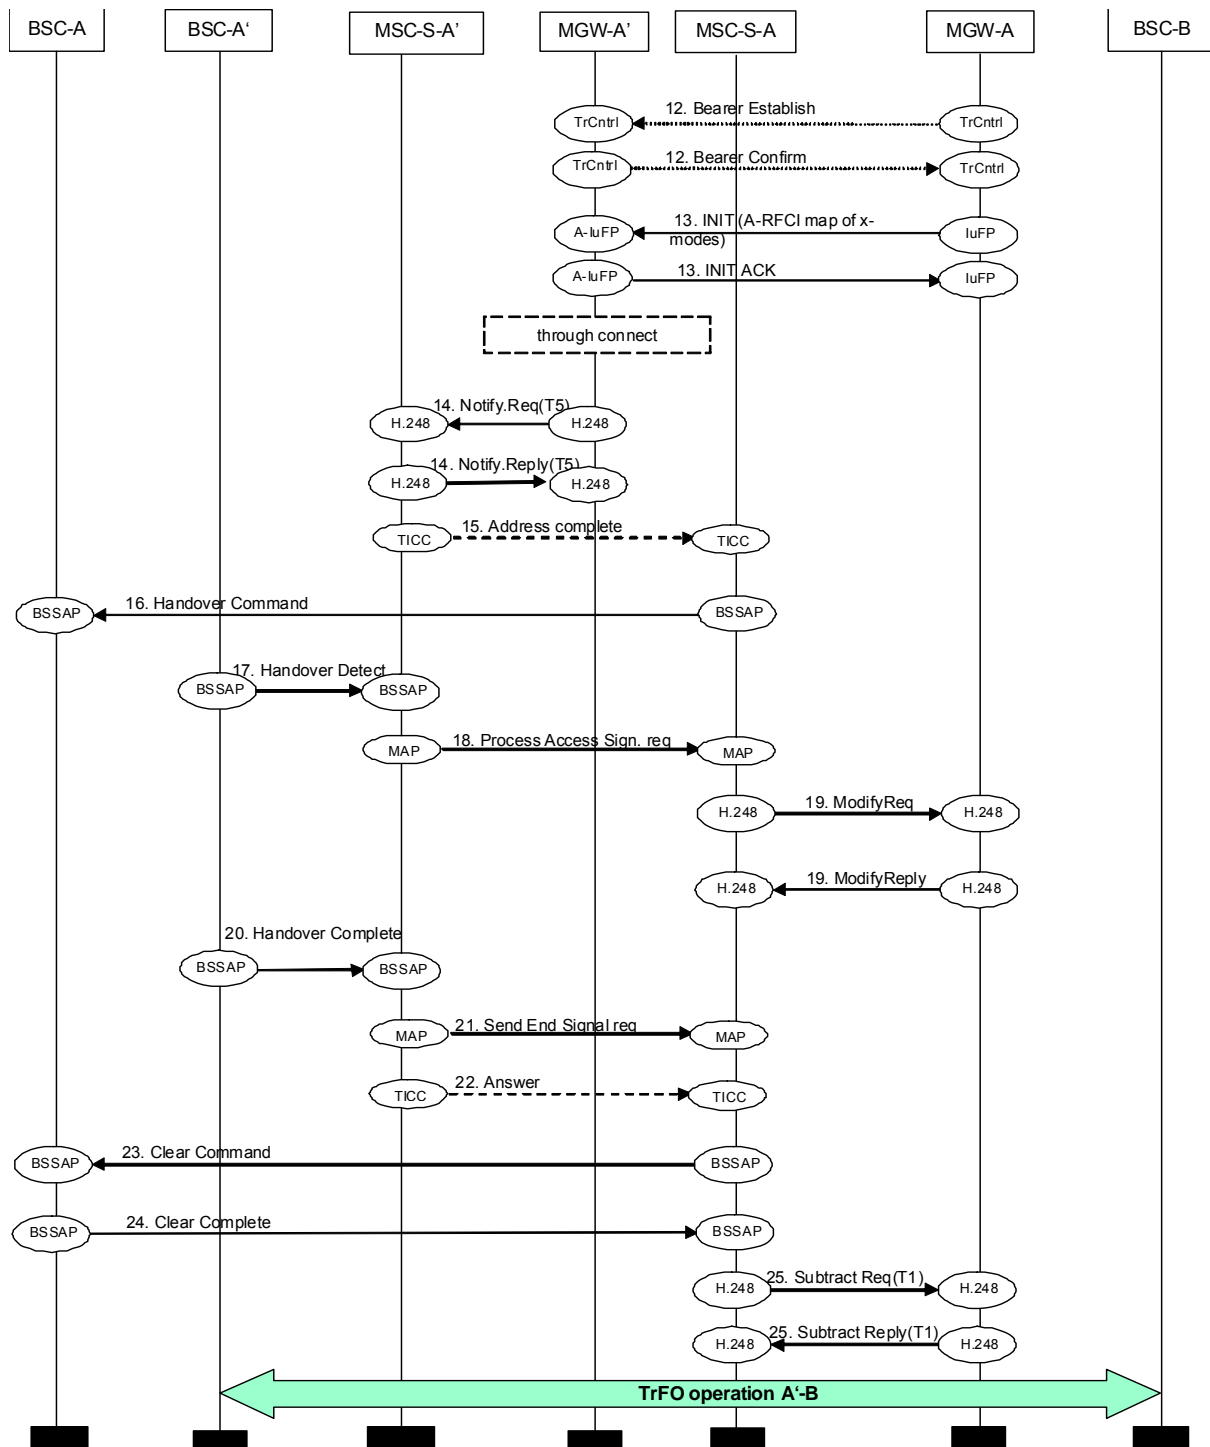 BSC-A
BSC-A‘
MSC-S-A’
MGW-A’
MSC-S-A
MGW-A
BSC-B
12. Bearer Establish
TrCntrl
TrCntrl
12. Bearer Confirm
TrCntrl
TrCntrl
13. INIT (A-RFCI map of x-
modes)
A-IuFP
IuFP
13. INIT ACK
A-IuFP
IuFP
through connect
14. Notify.Req(T5)
H.248
H.248
14. Notify.Reply(T5)
H.248
H.248
15. Address complete
TICC
TICC
16. Handover Command
BSSAP
BSSAP
17. Handover Detect
BSSAP
BSSAP
18. Process Access Sign. req
MAP
MAP
19. ModifyReq
H.248
H.248
19. ModifyReply
H.248
H.248
20. Handover Complete
BSSAP
BSSAP
21. Send End Signal req
MAP
MAP
22. Answer
TICC
TICC
23. Clear Command
BSSAP
BSSAP
24. Clear Complete
BSSAP
BSSAP
25. Subtract Req(T1)
H.248
H.248
25. Subtract Reply(T1)
H.248
H.248
TrFO operation A‘-B